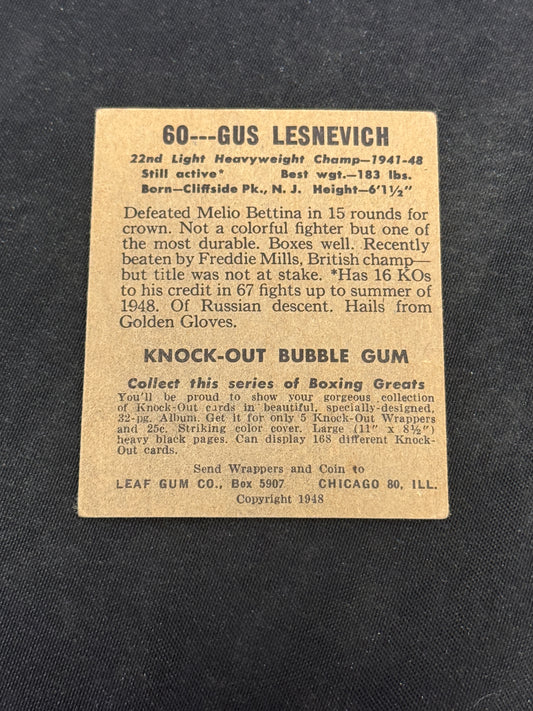 60---GUS LESNEVICH
22nd Light Heavyweight Champ—1941-48
Still active* Best wgt.—183 lbs.
Born—Cliffside Pk., N. J. Height—6'1½"
Defeated Melio Bettina in 15 rounds for
crown. Not a colorful fighter but one
of the most durable. Boxes well. Recently
beaten by Freddie Mills, British champ—
but title was not at stake. *Has 16 KOs
to his credit in 67 fights up to summer of
1948. Of Russian descent. Hails from
Golden Gloves.
KNOCK-OUT BUBBLE GUM
Collect this series of Boxing Greats
You'll be proud to show your gorgeous collection
of Knock-Out cards in beautiful, specially-designed,
32-pg. Album. Get it for only 5 Knock-Out Wrappers
and 25c. Striking color cover. Large (11" x 8½")
heavy black pages. Can display 168 different Knock-
Out cards.
Send Wrappers and Coin to
LEAF GUM CO., Box 5907 CHICAGO 80, ILL.
Copyright 1948